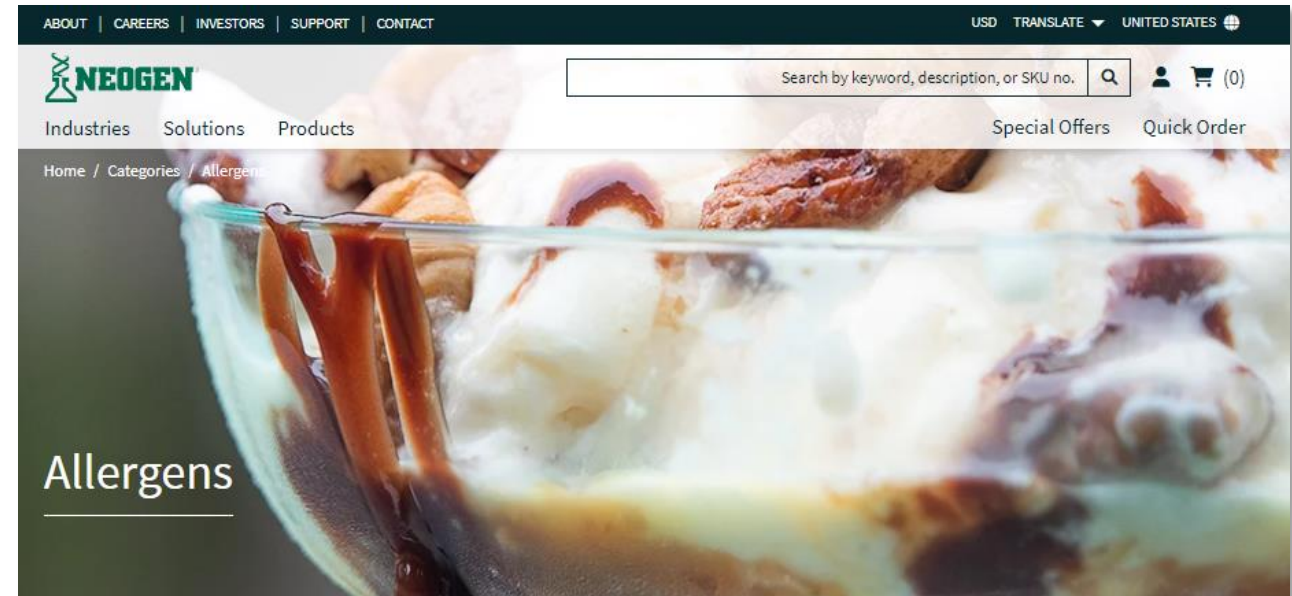 ABOUT | CAREERS | INVESTORS | SUPPORT | CONTACT USD TRANSLATE UNITED STATES
NEOGEN Search by keyword, description, or SKU no. (0)
Industries Solutions Products Special Offers Quick Order
Home / Categories / Allergens
Allergens